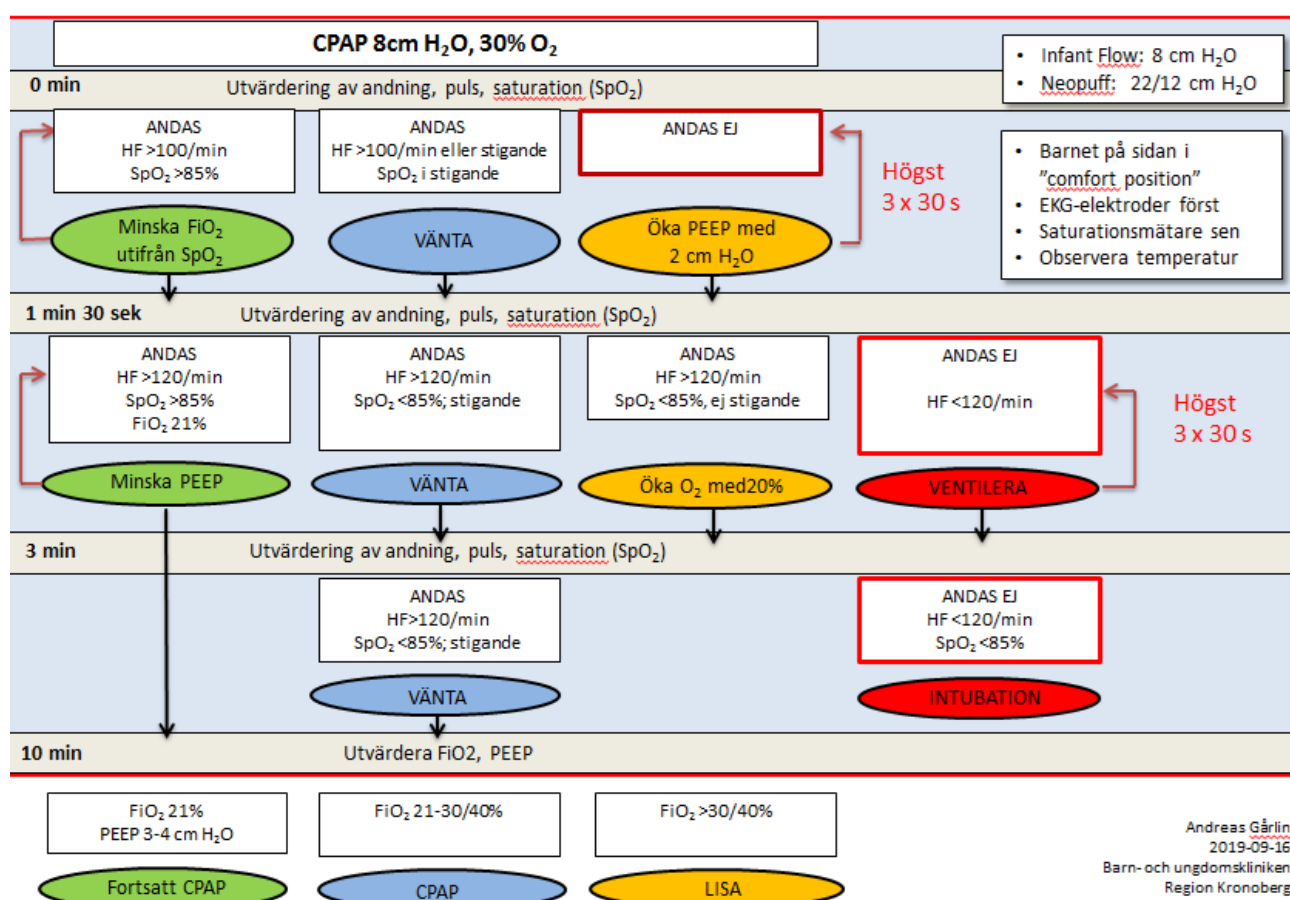 CPAP 8cm H₂O, 30% O₂
• Infant Flow: 8 cm H₂O
• Neopuff: 22/12 cm H₂O
0 min
Utvärdering av andning, puls, saturation (SpO₂)
ANDAS
HF >100/min
SpO₂ >85%
ANDAS
HF >100/min eller stigande
SpO₂ i stigande
ANDAS EJ
Högst
3 x 30 s
• Barnet på sidan i
"comfort position"
• EKG-elektroder först
• Saturationsmätare sen
• Observera temperatur
Minska FiO₂
utifrån SpO₂
VÄNTA
Öka PEEP med
2 cm H₂O
1 min 30 sek
Utvärdering av andning, puls, saturation (SpO₂)
ANDAS
HF >120/min
SpO₂ >85%
FiO₂ 21%
ANDAS
HF >120/min
SpO₂ <85%; stigande
ANDAS
HF >120/min
SpO₂ <85%, ej stigande
ANDAS EJ
HF <120/min
Högst
3 x 30 s
Minska PEEP
VÄNTA
Öka O₂ med20%
VENTILERA
3 min
Utvärdering av andning, puls, saturation (SpO₂)
ANDAS
HF>120/min
SpO₂ <85%; stigande
ANDAS EJ
HF <120/min
SpO₂ <85%
VÄNTA
INTUBATION
10 min
Utvärdera FiO2, PEEP
FiO₂ 21%
PEEP 3-4 cm H₂O
FiO₂ 21-30/40%
FiO₂ >30/40%
Fortsatt CPAP
CPAP
LISA
Andreas Gårlin
2019-09-16
Barn- och ungdomskliniken
Region Kronoberg